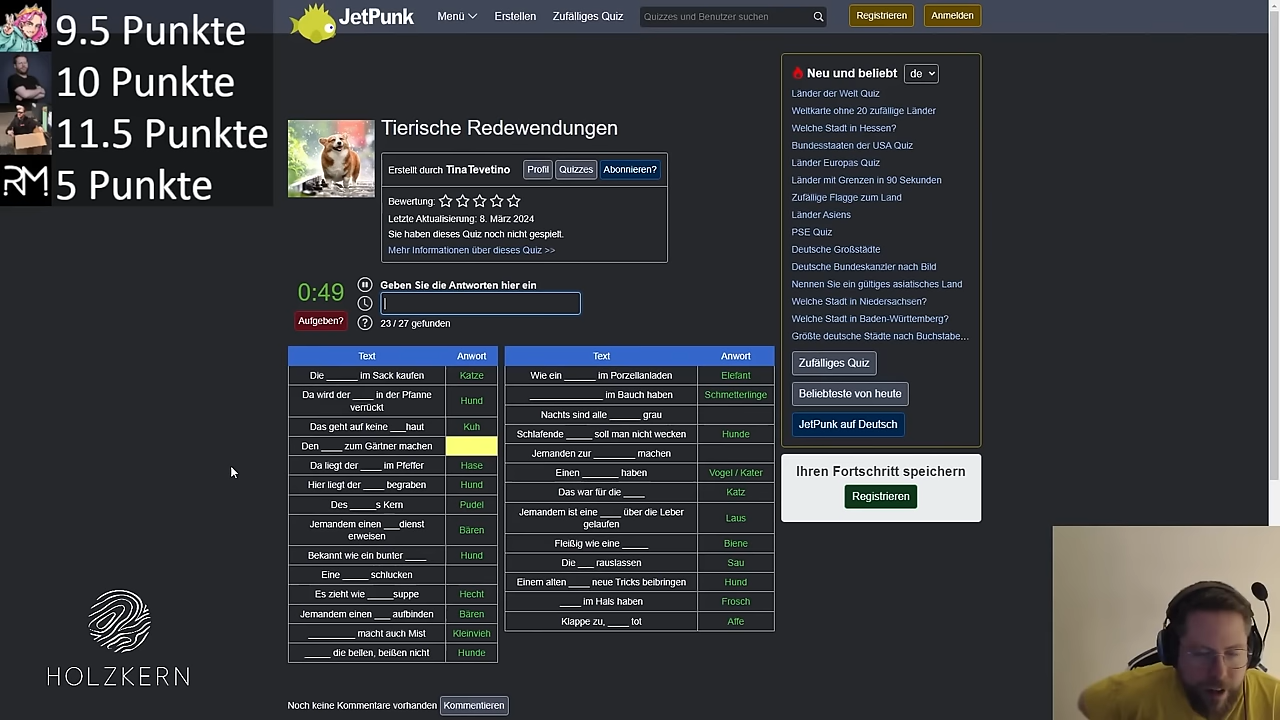 9.5 Punkte
10 Punkte
11.5 Punkte
RM 5 Punkte
JetPunk
Menü Erstellen Zufälliges Quiz
Quizzes und Benutzer suchen
Registrieren Anmelden
Tierische Redewendungen
Erstellt durch TinaTevetino Profil Quizzes Abonnieren?
Bewertung:
Letzte Aktualisierung: 8. März 2024
Sie haben dieses Quiz noch nicht gespielt.
Mehr Informationen über dieses Quiz >>
0:49
Aufgeben?
Geben Sie die Antworten hier ein
23 / 27 gefunden
Text Anwort
Die ______ im Sack kaufen Katze
Da wird der ____ in der Pfanne
verrückt Hund
Das geht auf keine ___haut Kuh
Den ____ zum Gärtner machen
Da liegt der ____ im Pfeffer Hase
Hier liegt der ____ begraben Hund
Des _____s Kern Pudel
Jemandem einen ___dienst
erweisen Bären
Bekannt wie ein bunter ____ Hund
Eine _____ schlucken
Es zieht wie _____suppe Hecht
Jemandem einen ___ aufbinden Bären
_________ macht auch Mist Kleinvieh
_____ die bellen, beißen nicht Hunde
Text Anwort
Wie ein ______ im Porzellanladen Elefant
______________ im Bauch haben Schmetterlinge
Nachts sind alle ______ grau
Schlafende _____ soll man nicht wecken Hunde
Jemanden zur ________ machen
Einen _______ haben Vogel / Kater
Das war für die ____ Katz
Jemandem ist eine ____ über die Leber
gelaufen Laus
Fleißig wie eine _____ Biene
Die ___ rauslassen Sau
Einem alten ____ neue Tricks beibringen Hund
____ im Hals haben Frosch
Klappe zu, ____ tot Affe
Noch keine Kommentare vorhanden Kommentieren
Neu und beliebt de
Länder der Welt Quiz
Weltkarte ohne 20 zufällige Länder
Welche Stadt in Hessen?
Bundesstaaten der USA Quiz
Länder Europas Quiz
Länder mit Grenzen in 90 Sekunden
Zufällige Flagge zum Land
Länder Asiens
PSE Quiz
Deutsche Großstädte
Deutsche Bundeskanzler nach Bild
Nennen Sie ein gültiges asiatisches Land
Welche Stadt in Niedersachsen?
Welche Stadt in Baden-Württemberg?
Größte deutsche Städte nach Buchstabe…
Zufälliges Quiz
Beliebteste von heute
JetPunk auf Deutsch
Ihren Fortschritt speichern
Registrieren
HOLZKERN